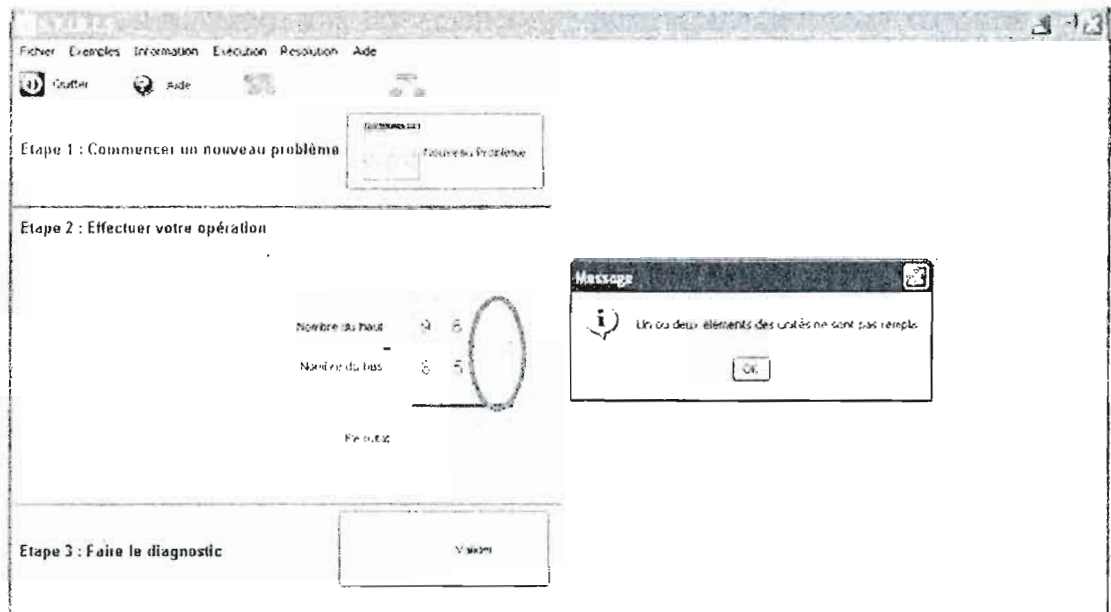 Fichier Exemples Information Exécution Résolution Aide
Quitter Aide
Etape 1 : Commencer un nouveau problème
Nouveau Problème
Etape 2 : Effectuer votre opération
Message
Un ou deux éléments des unités ne sont pas remplis
OK
Nombre du haut 9 6
-
Nombre du bas 8 5
Résultat
Etape 3 : Faire le diagnostic
Valider